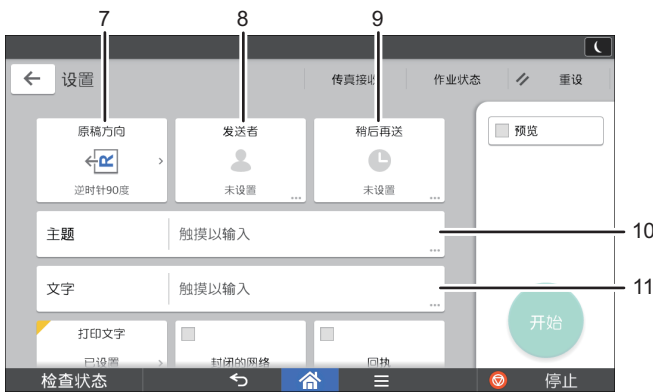 7 8 9
设置 传真接收 作业状态 重设
原稿方向 发送者 稍后再送 预览
R
逆时针90度 未设置 未设置
主题 触摸以输入 10
文字 触摸以输入 11
开始
打印文字
已设置 封闭的网络 回执
检查状态 停止